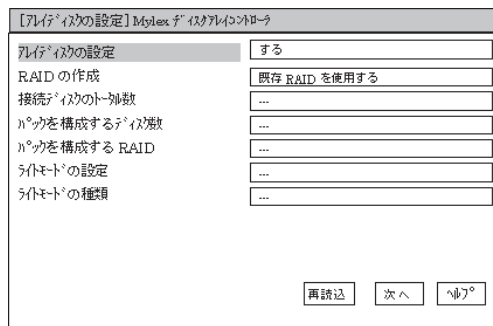 [ｱﾚｲﾃﾞｨｽｸの設定] Mylex ﾃﾞｨｽｸｱﾚｲｺﾝﾄﾛｰﾗ
ｱﾚｲﾃﾞｨｽｸの設定 する
RAID の作成 既存 RAID を使用する
接続ﾃﾞｨｽｸのﾄｰﾀﾙ数 ...
ﾊﾟｯｸを構成するﾃﾞｨｽｸ数 ...
ﾊﾟｯｸを構成する RAID ...
ﾗｲﾄﾓｰﾄﾞの設定 ...
ﾗｲﾄﾓｰﾄﾞの種類 ...
再読込 次へ ﾍﾙﾌﾟ